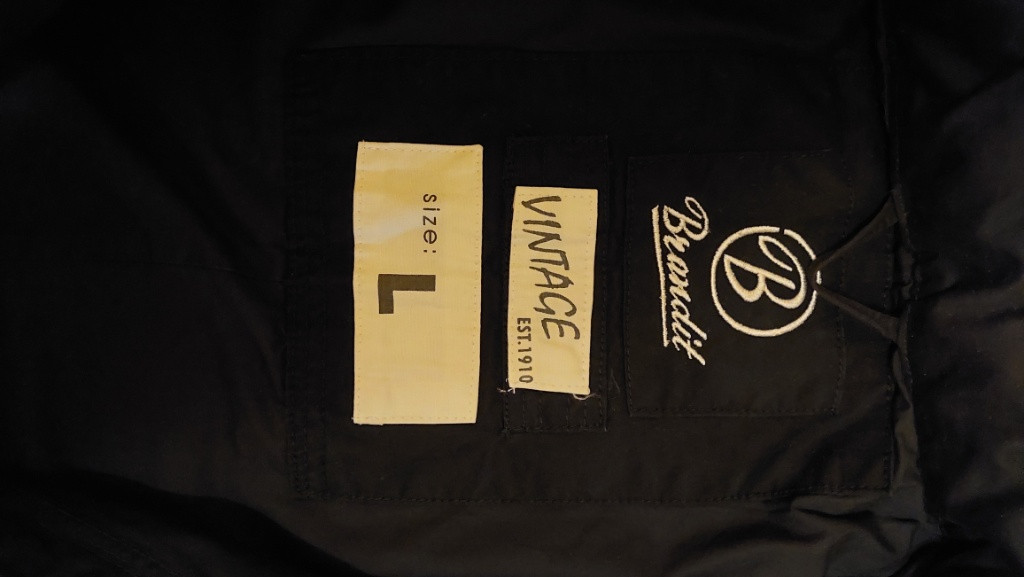 B
Brandit
VINTAGE
EST.1910
size:
L